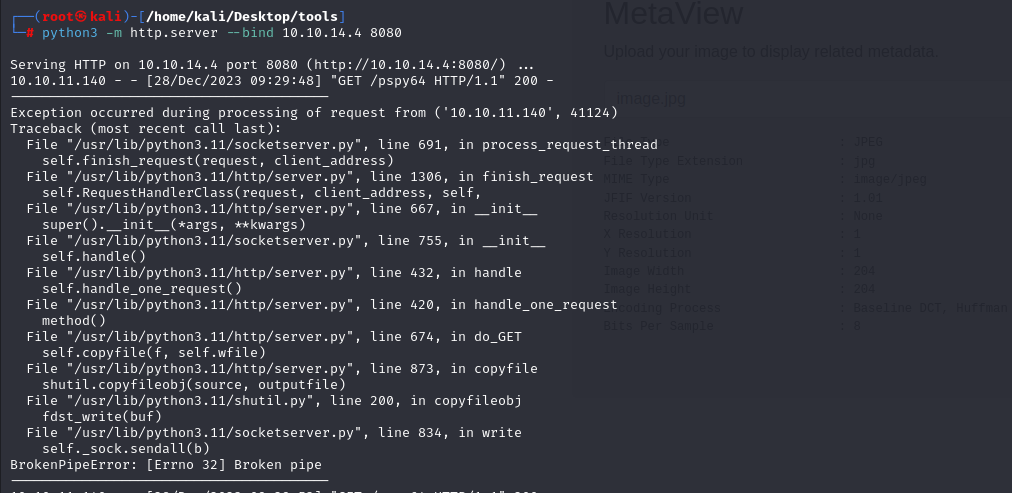 ┌──(root㉿kali)-[/home/kali/Desktop/tools]
└─# python3 -m http.server --bind 10.10.14.4 8080
Serving HTTP on 10.10.14.4 port 8080 (http://10.10.14.4:8080/) ...
10.10.11.140 - - [28/Dec/2023 09:29:48] "GET /pspy64 HTTP/1.1" 200 -
----------------------------------------
Exception occurred during processing of request from ('10.10.11.140', 41124)
Traceback (most recent call last):
  File "/usr/lib/python3.11/socketserver.py", line 691, in process_request_thread
    self.finish_request(request, client_address)
  File "/usr/lib/python3.11/http/server.py", line 1306, in finish_request
    self.RequestHandlerClass(request, client_address, self,
  File "/usr/lib/python3.11/http/server.py", line 667, in __init__
    super().__init__(*args, **kwargs)
  File "/usr/lib/python3.11/socketserver.py", line 755, in __init__
    self.handle()
  File "/usr/lib/python3.11/http/server.py", line 432, in handle
    self.handle_one_request()
  File "/usr/lib/python3.11/http/server.py", line 420, in handle_one_request
    method()
  File "/usr/lib/python3.11/http/server.py", line 674, in do_GET
    self.copyfile(f, self.wfile)
  File "/usr/lib/python3.11/http/server.py", line 873, in copyfile
    shutil.copyfileobj(source, outputfile)
  File "/usr/lib/python3.11/shutil.py", line 200, in copyfileobj
    fdst_write(buf)
  File "/usr/lib/python3.11/socketserver.py", line 834, in write
    self._sock.sendall(b)
BrokenPipeError: [Errno 32] Broken pipe
----------------------------------------
MetaView
Upload your image to display related metadata.
image.jpg
: JPEG
File Type Extension : jpg
MIME Type : image/jpeg
JFIF Version : 1.01
Resolution Unit : None
X Resolution : 1
Y Resolution : 1
Image Width : 204
Image Height : 204
Process : Baseline DCT, Huffman
Bits Per Sample : 8